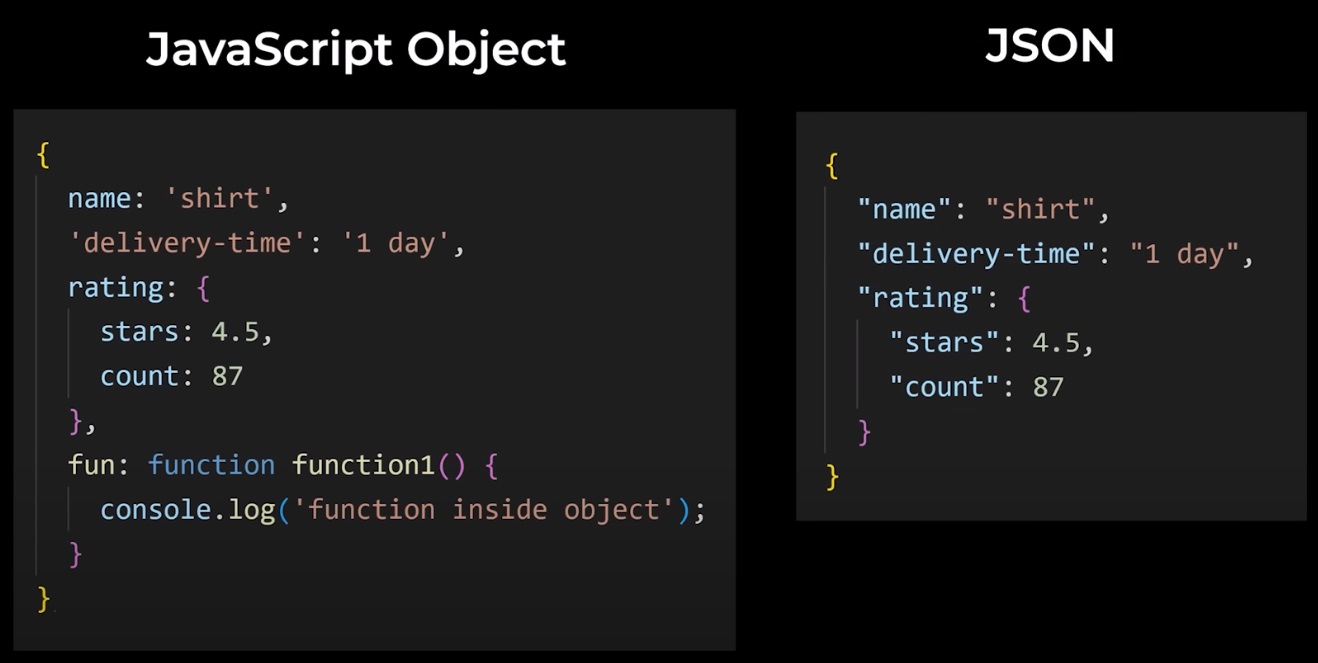 JavaScript Object
{
  name: 'shirt',
  'delivery-time': '1 day',
  rating: {
    stars: 4.5,
    count: 87
  },
  fun: function function1() {
    console.log('function inside object');
  }
}
JSON
{
  "name": "shirt",
  "delivery-time": "1 day",
  "rating": {
    "stars": 4.5,
    "count": 87
  }
}